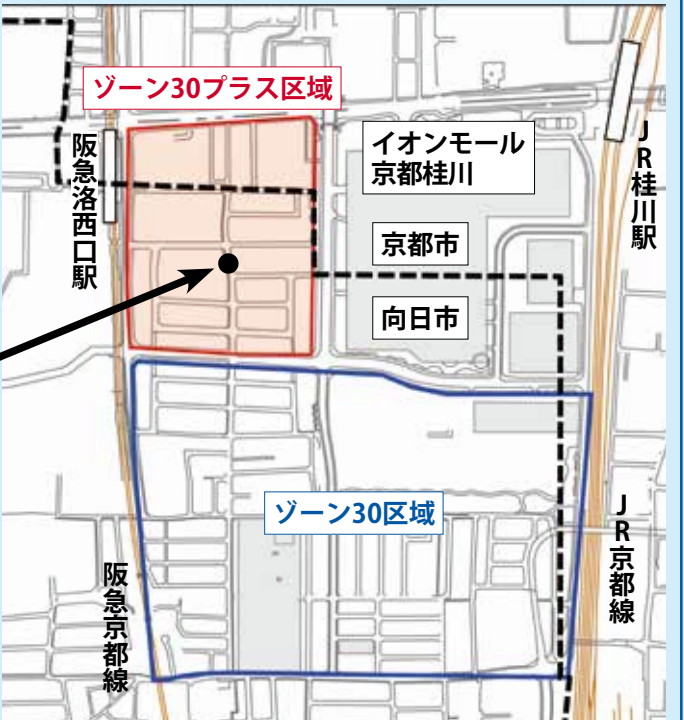 ゾーン30プラス区域
阪急洛西口駅
イオンモール
京都桂川
JR桂川駅
京都市
向日市
ゾーン30区域
JR京都線
阪急京都線